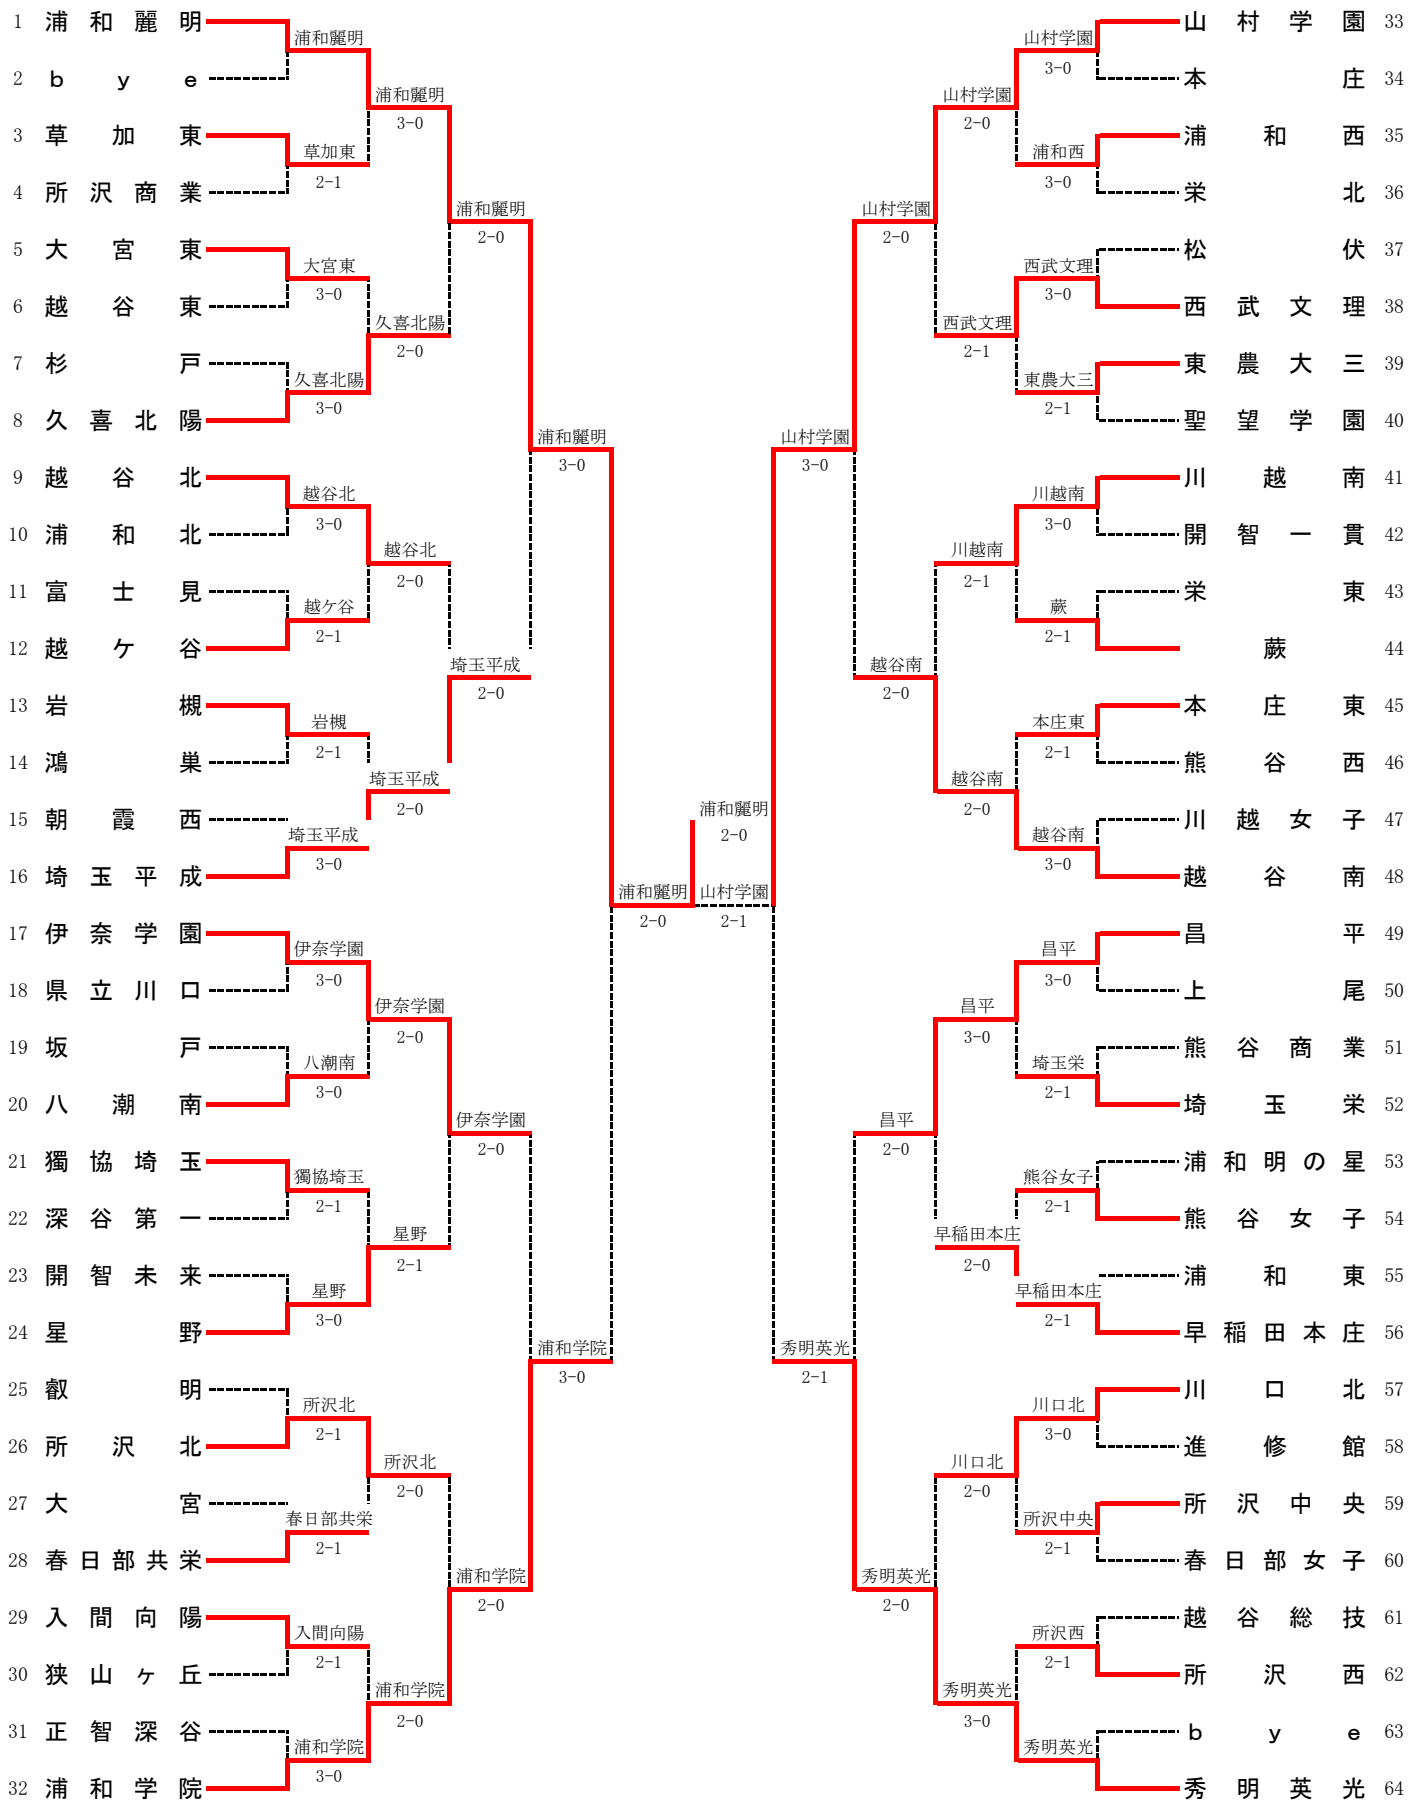 1 浦和麗明
2 bye
3 草加東
4 所沢商業
5 大宮東
6 越谷東
7 杉戸
8 久喜北陽
9 越谷北
10 浦和北
11 富士見
12 越ケ谷
13 岩槻
14 鴻巣
15 朝霞西
16 埼玉平成
17 伊奈学園
18 県立川口
19 坂戸
20 八潮南
21 獨協埼玉
22 深谷第一
23 開智未来
24 星野
25 叡明
26 所沢北
27 大宮
28 春日部共栄
29 入間向陽
30 狭山ヶ丘
31 正智深谷
32 浦和学院
浦和麗明
草加東
2-1
大宮東
3-0
久喜北陽
3-0
越谷北
3-0
越ケ谷
2-1
岩槻
2-1
埼玉平成
3-0
伊奈学園
3-0
八潮南
3-0
獨協埼玉
2-1
星野
3-0
所沢北
2-1
春日部共栄
2-1
入間向陽
2-1
浦和学院
3-0
浦和麗明
3-0
久喜北陽
2-0
越谷北
2-0
埼玉平成
2-0
伊奈学園
2-0
星野
2-1
所沢北
2-0
浦和学院
2-0
浦和麗明
2-0
埼玉平成
2-0
伊奈学園
2-0
浦和学院
2-0
浦和麗明
3-0
浦和学院
3-0
浦和麗明
2-0
浦和麗明
2-0
山村学園
2-1
山村学園
3-0
秀明英光
2-1
山村学園
2-0
越谷南
2-0
昌平
2-0
秀明英光
2-0
山村学園
2-0
西武文理
2-1
川越南
2-1
越谷南
2-0
昌平
3-0
早稲田本庄
2-0
川口北
2-0
秀明英光
3-0
山村学園
3-0
浦和西
3-0
西武文理
3-0
東農大三
2-1
川越南
3-0
蕨
2-1
本庄東
2-1
越谷南
3-0
昌平
3-0
埼玉栄
2-1
熊谷女子
2-1
早稲田本庄
2-1
川口北
3-0
所沢中央
2-1
所沢西
2-1
秀明英光
山村学園 33
本庄 34
浦和西 35
栄北 36
松伏 37
西武文理 38
東農大三 39
聖望学園 40
川越南 41
開智一貫 42
栄東 43
蕨 44
本庄東 45
熊谷西 46
川越女子 47
越谷南 48
昌平 49
上尾 50
熊谷商業 51
埼玉栄 52
浦和明の星 53
熊谷女子 54
浦和東 55
早稲田本庄 56
川口北 57
進修館 58
所沢中央 59
春日部女子 60
越谷総技 61
所沢西 62
bye 63
秀明英光 64